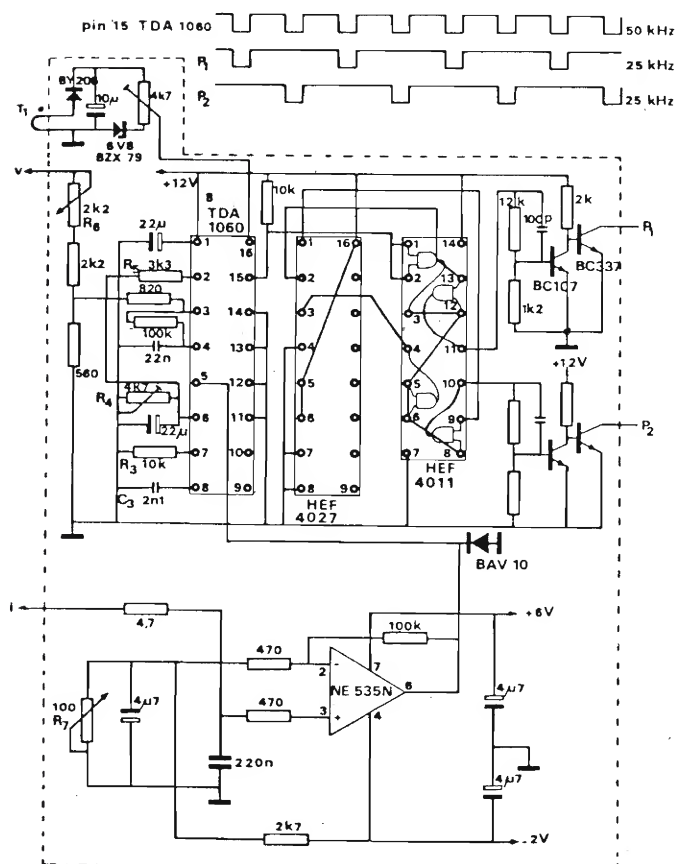 pin 15 TDA 1060
50 kHz
P1
25 kHz
P2
25 kHz
BY206
10µ
4k7
T1
6V8
BZX 79
v
+12V
8
TDA
1060
10k
12k
100p
2k
P1
BC107
BC337
1k2
2k2
R6
2k2
560
22µ
R5
3k3
820
100k
22n
4k7
R4
22µ
R3
10k
C3
2n1
1
2
3
4
5
6
7
8
16
15
14
13
12
11
10
9
1
2
3
4
5
6
7
8
16
9
HEF
4027
1
2
3
4
5
6
7
14
13
12
11
10
9
8
HEF
4011
+12V
P2
BAV 10
i
4,7
470
100k
+6V
2
-
7
NE 535N
6
470
3
+
4
100
R7
4µ7
220n
4µ7
4µ7
2k7
-2V